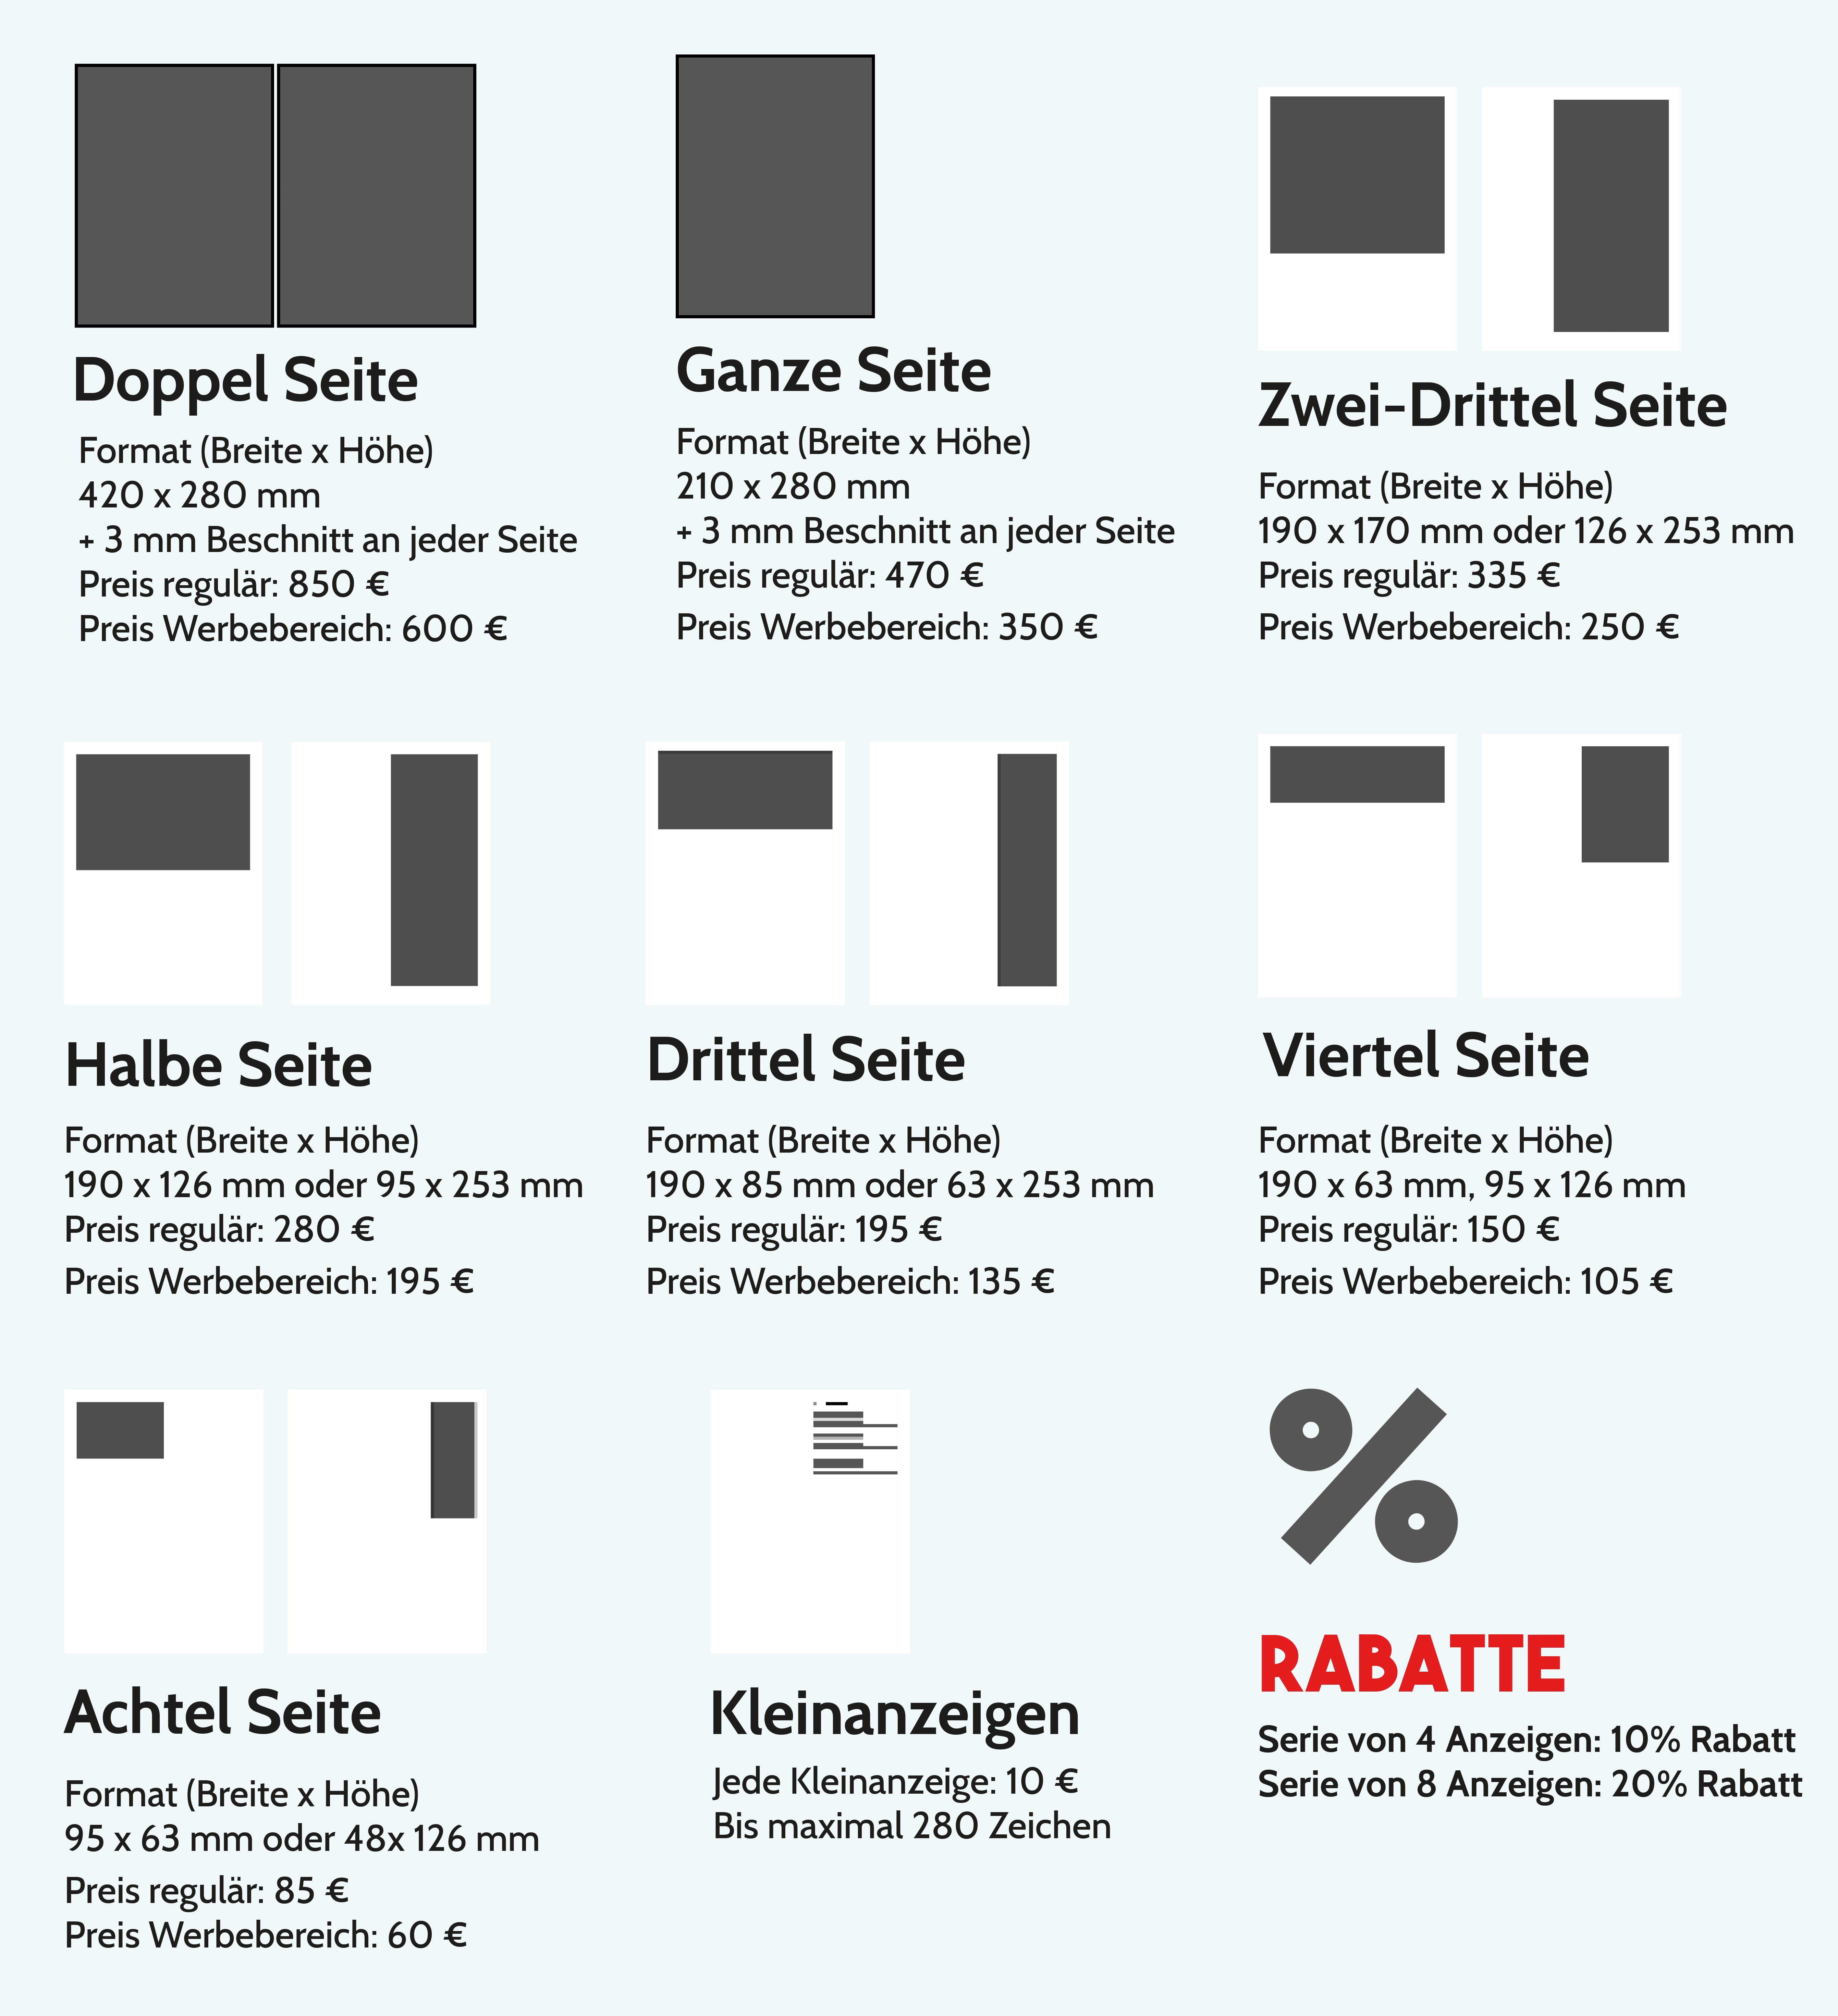 Doppel Seite
Format (Breite x Höhe)
420 x 280 mm
+ 3 mm Beschnitt an jeder Seite
Preis regulär: 850 €
Preis Werbebereich: 600 €
Ganze Seite
Format (Breite x Höhe)
210 x 280 mm
+ 3 mm Beschnitt an jeder Seite
Preis regulär: 470 €
Preis Werbebereich: 350 €
Zwei-Drittel Seite
Format (Breite x Höhe)
190 x 170 mm oder 126 x 253 mm
Preis regulär: 335 €
Preis Werbebereich: 250 €
Halbe Seite
Format (Breite x Höhe)
190 x 126 mm oder 95 x 253 mm
Preis regulär: 280 €
Preis Werbebereich: 195 €
Drittel Seite
Format (Breite x Höhe)
190 x 85 mm oder 63 x 253 mm
Preis regulär: 195 €
Preis Werbebereich: 135 €
Viertel Seite
Format (Breite x Höhe)
190 x 63 mm, 95 x 126 mm
Preis regulär: 150 €
Preis Werbebereich: 105 €
Achtel Seite
Format (Breite x Höhe)
95 x 63 mm oder 48x 126 mm
Preis regulär: 85 €
Preis Werbebereich: 60 €
Kleinanzeigen
Jede Kleinanzeige: 10 €
Bis maximal 280 Zeichen
%
RABATTE
Serie von 4 Anzeigen: 10% Rabatt
Serie von 8 Anzeigen: 20% Rabatt